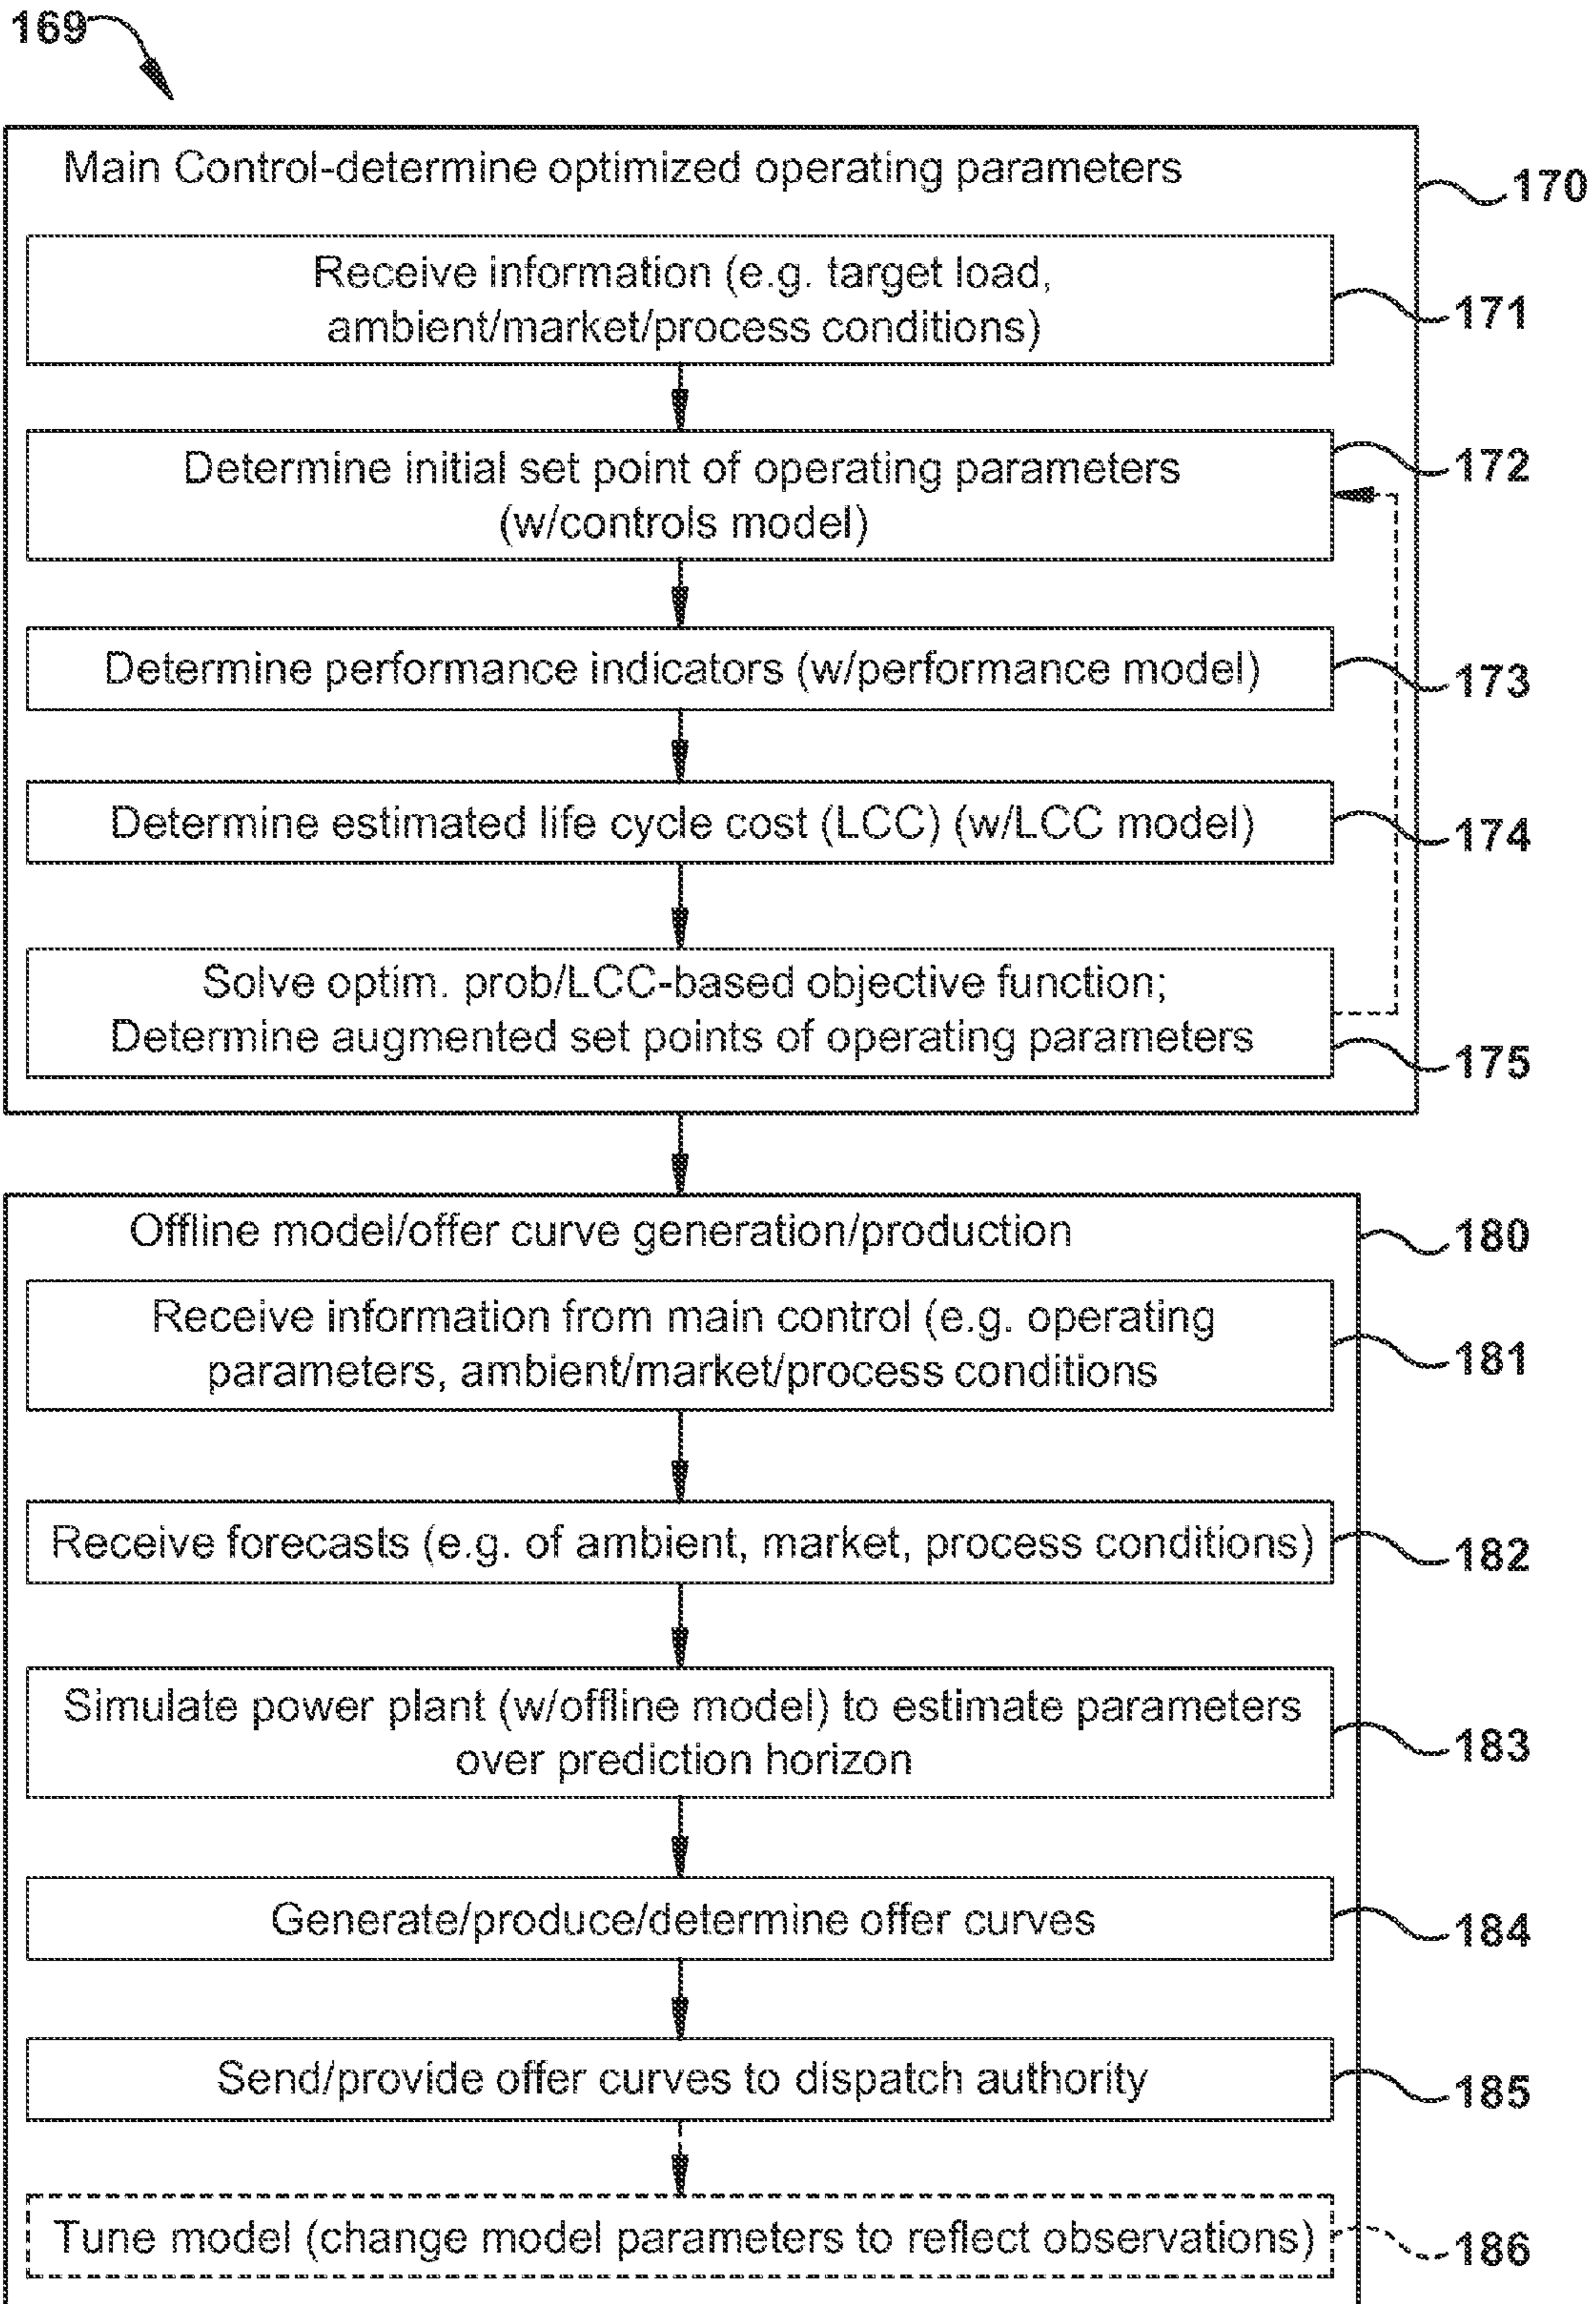 169
Main Control-determine optimized operating parameters
170
Receive information (e.g. target load,
ambient/market/process conditions)
171
Determine initial set point of operating parameters
(w/controls model)
172
Determine performance indicators (w/performance model)
173
Determine estimated life cycle cost (LCC) (w/LCC model)
174
Solve optim. prob/LCC-based objective function;
Determine augmented set points of operating parameters
175
Offline model/offer curve generation/production
180
Receive information from main control (e.g. operating
parameters, ambient/market/process conditions
181
Receive forecasts (e.g. of ambient, market, process conditions)
182
Simulate power plant (w/offline model) to estimate parameters
over prediction horizon
183
Generate/produce/determine offer curves
184
Send/provide offer curves to dispatch authority
185
Tune model (change model parameters to reflect observations)
186